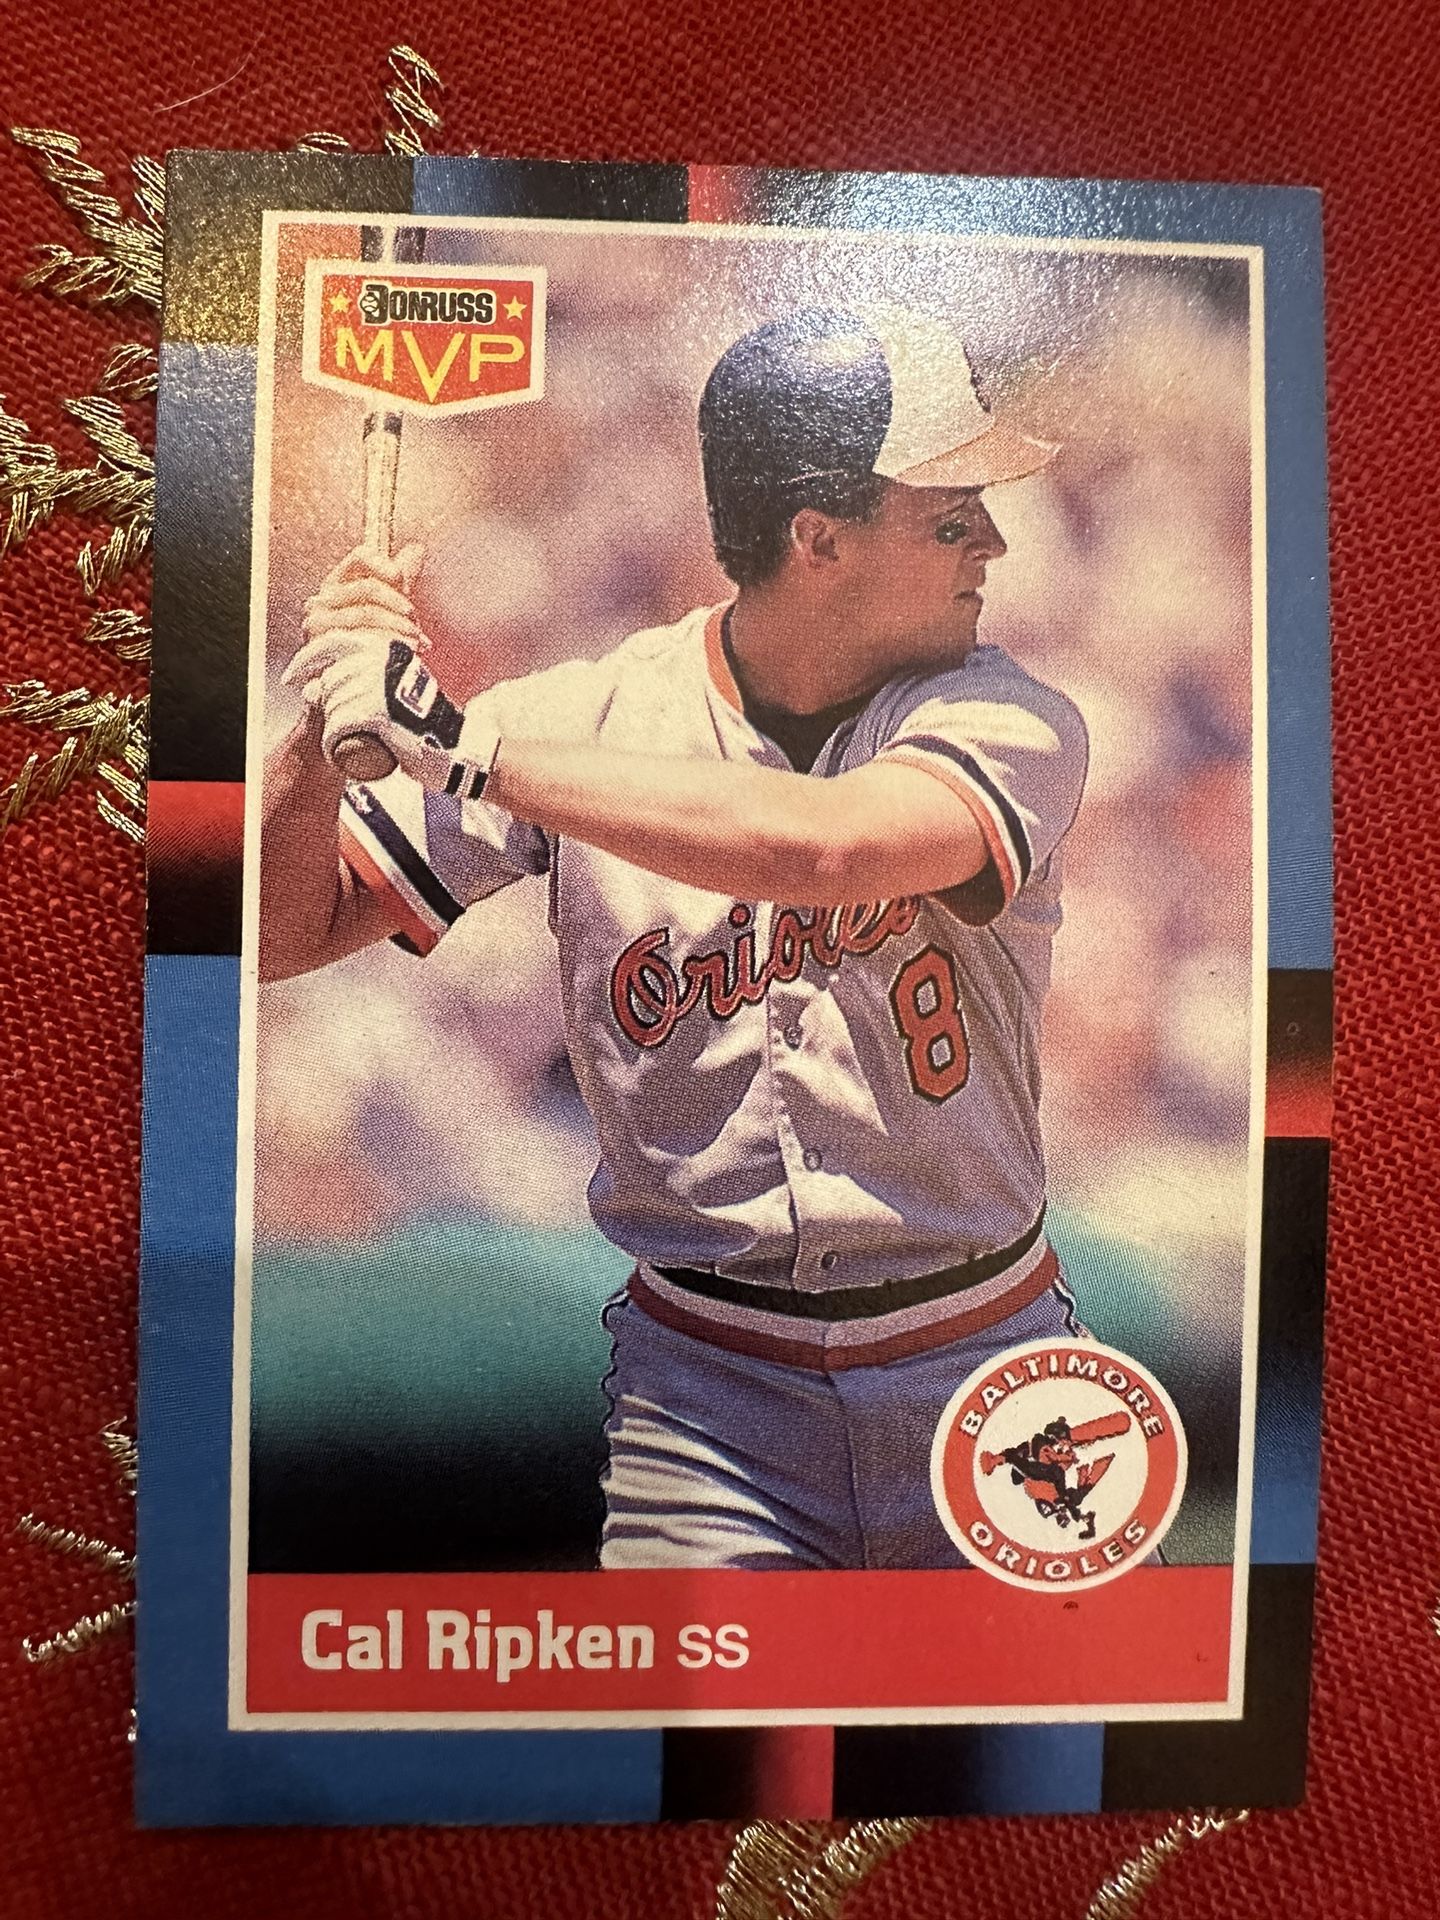 DONRUSS
MVP
Orioles
8
BALTIMORE
ORIOLES
Cal Ripken SS